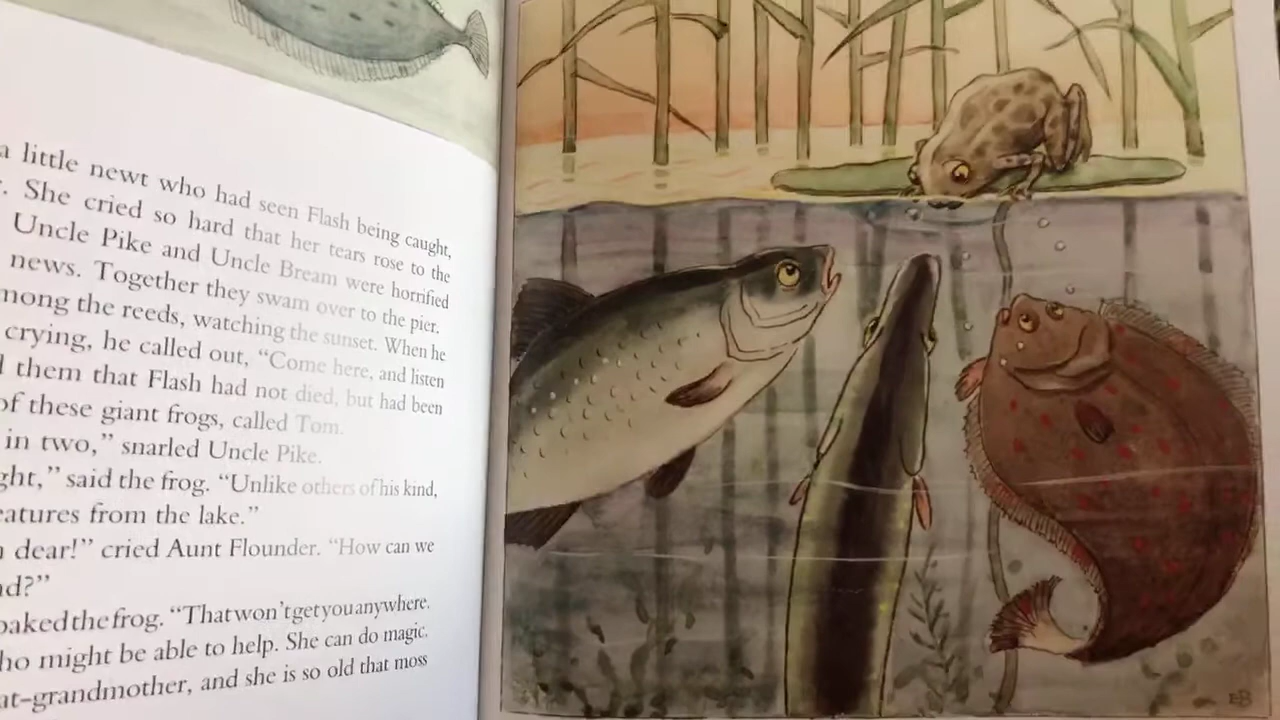 a little newt who had seen Flash being caught,
. She cried so hard that her tears rose to the
Uncle Pike and Uncle Bream were horrified
news. Together they swam over to the pier.
mong the reeds, watching the sunset. When he
crying, he called out, “Come here, and listen
them that Flash had not died, but had been
of these giant frogs, called Tom.
in two,” snarled Uncle Pike.
ght,” said the frog. “Unlike others of his kind,
eatures from the lake.”
dear!” cried Aunt Flounder. “How can we
nd?”
oaked the frog. “That won't get you anywhere.
ho might be able to help. She can do magic.
at-grandmother, and she is so old that moss
EB